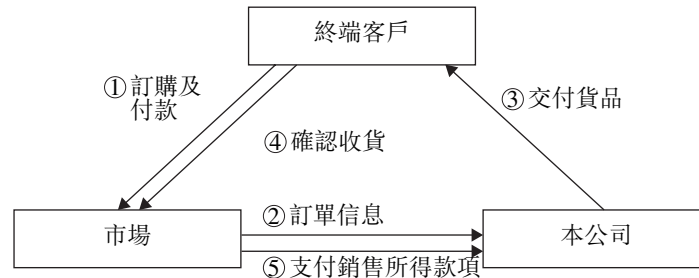 終端客戶
①訂購及
付款
③交付貨品
④確認收貨
市場
②訂單信息
本公司
⑤支付銷售所得款項